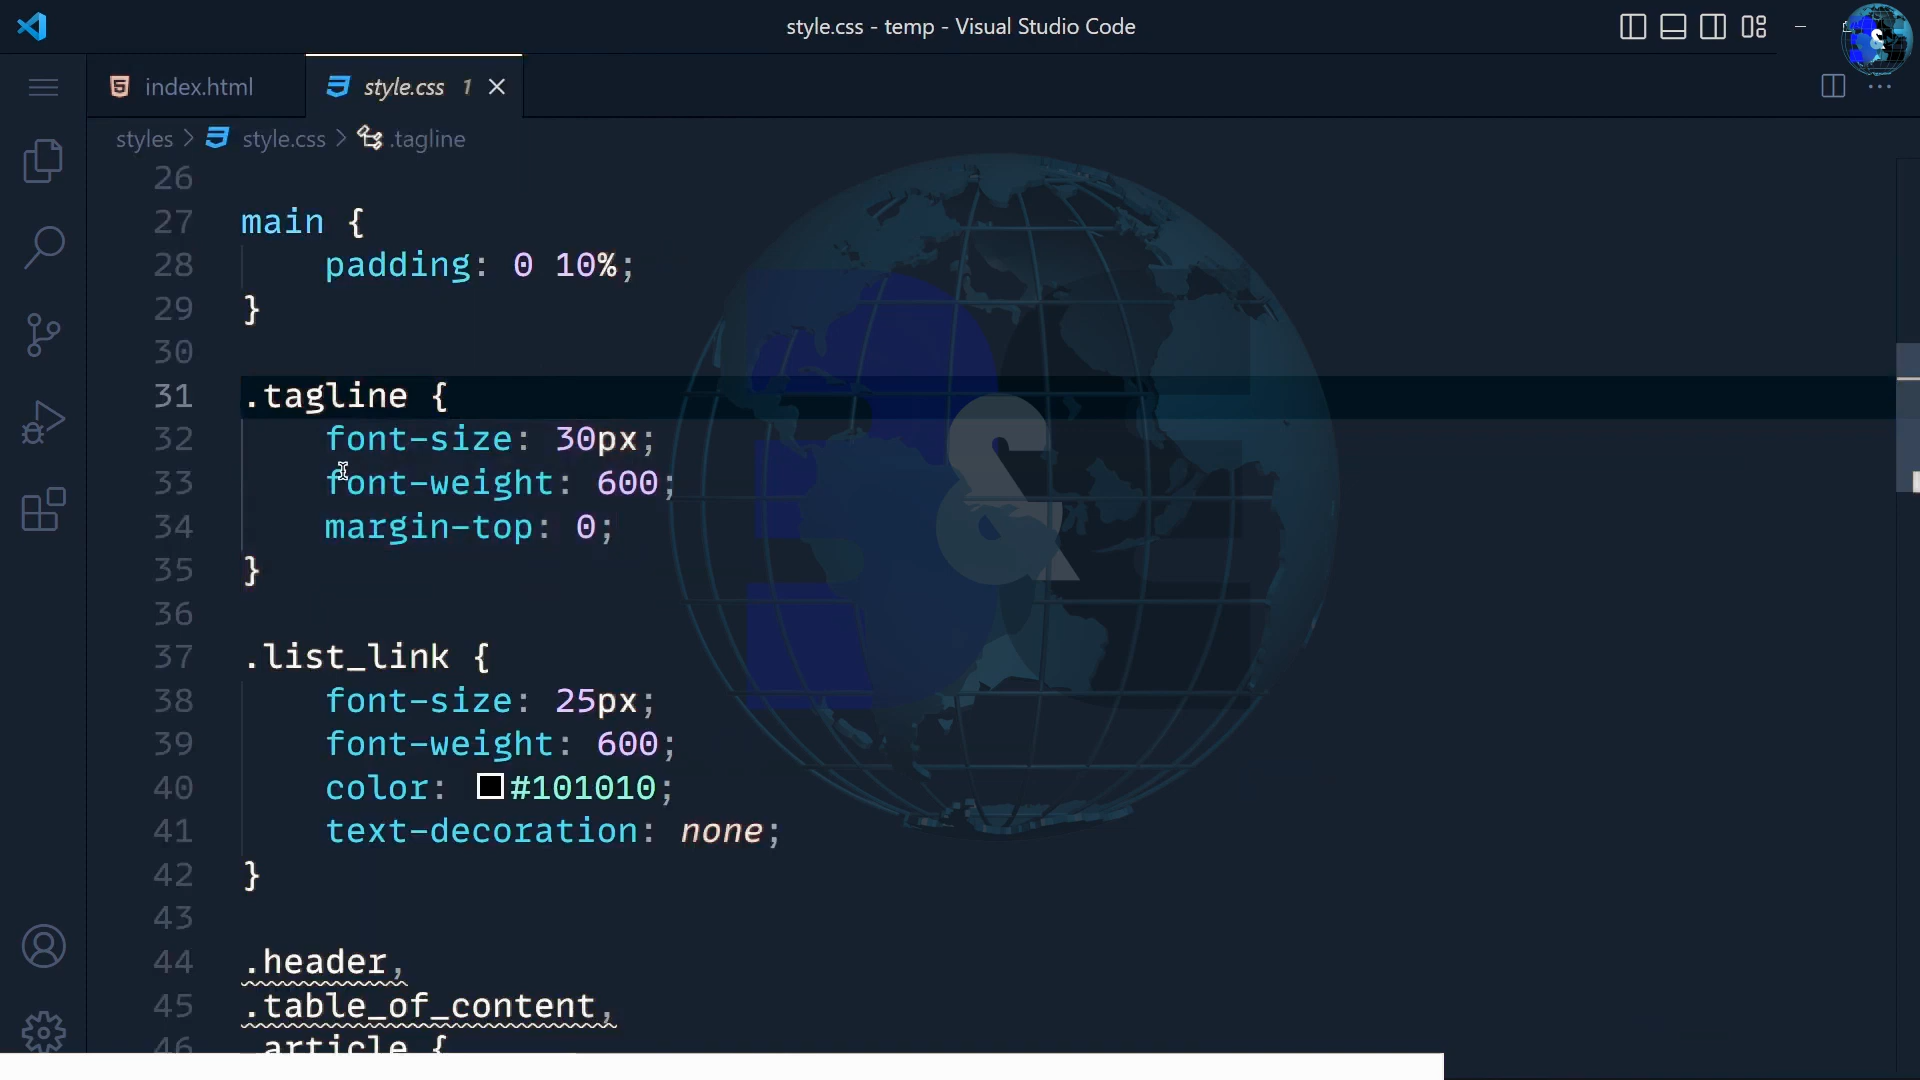 style.css - temp - Visual Studio Code
index.html
style.css 1
styles > style.css > .tagline
26
27 main {
28 padding: 0 10%;
29 }
30
31 .tagline {
32 font-size: 30px;
33 font-weight: 600;
34 margin-top: 0;
35 }
36
37 .list_link {
38 font-size: 25px;
39 font-weight: 600;
40 color: #101010;
41 text-decoration: none;
42 }
43
44 .header,
45 .table_of_content,
46 .article {